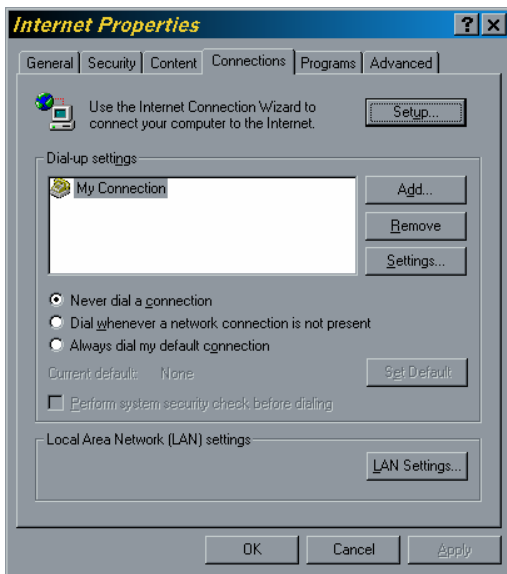 Internet Properties
General Security Content Connections Programs Advanced
Use the Internet Connection Wizard to
connect your computer to the Internet.
Setup...
Dial-up settings
My Connection
Add...
Remove
Settings...
Never dial a connection
Dial whenever a network connection is not present
Always dial my default connection
Current default: None
Set Default
Perform system security check before dialing
Local Area Network (LAN) settings
LAN Settings...
OK Cancel Apply